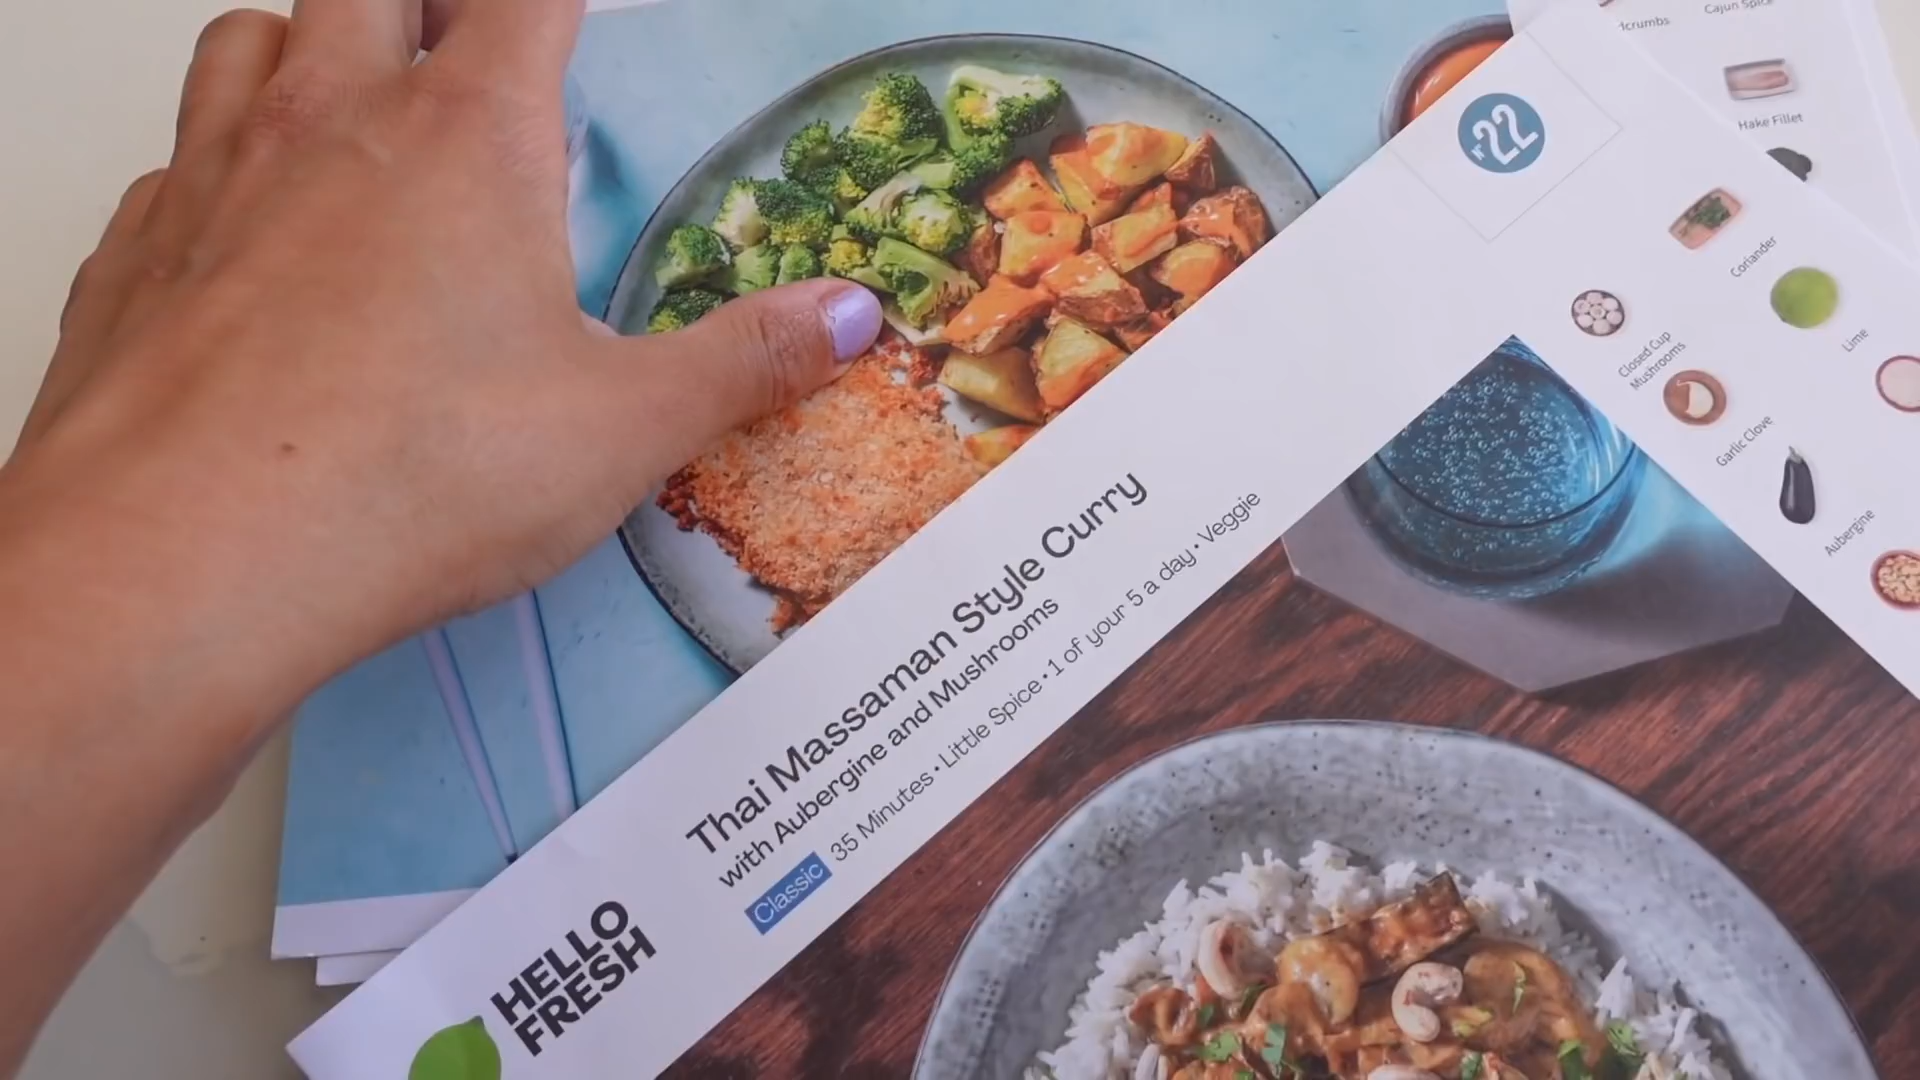 Cajun Spice
Hake Fillet
Nº 22
Coriander
Lime
Closed Cup
Mushrooms
Garlic Clove
Aubergine
Thai Massaman Style Curry
with Aubergine and Mushrooms
Classic 35 Minutes • Little Spice • 1 of your 5 a day • Veggie
HELLO
FRESH